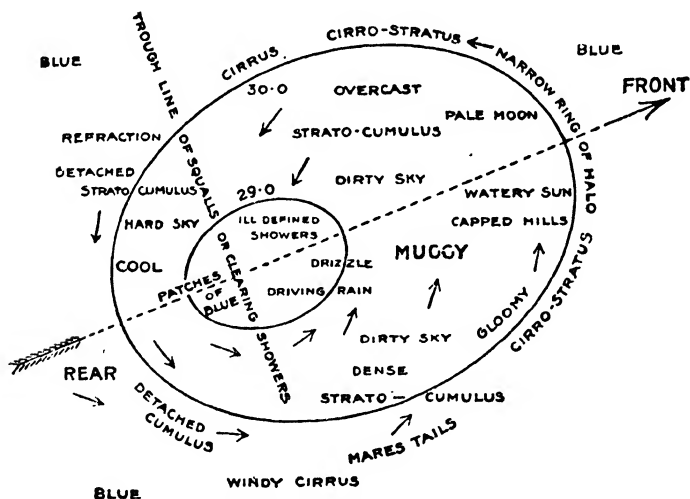 BLUE
TROUGH LINE OF SQUALLS OR CLEARING SHOWERS
CIRRUS
CIRRO-STRATUS
NARROW RING OF HALO
BLUE
FRONT
30·0
OVERCAST
PALE MOON
REFRACTION
STRATO-CUMULUS
DETACHED
STRATO CUMULUS
29·0
DIRTY SKY
WATERY SUN
HARD SKY
ILL DEFINED
SHOWERS
CAPPED HILLS
COOL
DRIZZLE
MUGGY
PATCHES
OF
BLUE
DRIVING RAIN
GLOOMY
CIRRO-STRATUS
DIRTY SKY
REAR
DENSE
DETACHED
CUMULUS
STRATO - CUMULUS
MARES TAILS
WINDY CIRRUS
BLUE